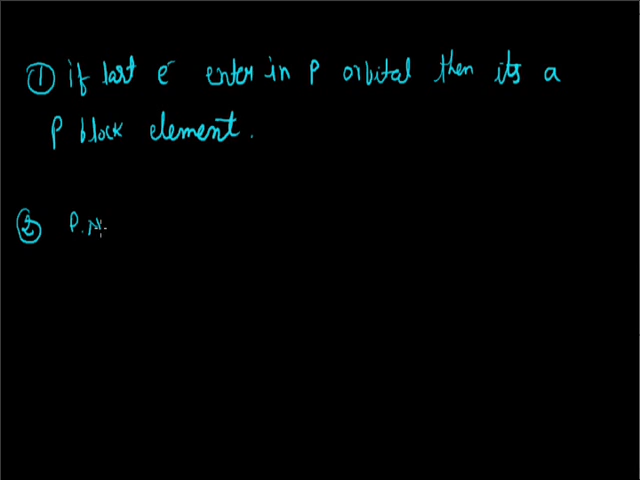 ① if last e⁻ enter in P orbital then its a
P block element.
② P.N.